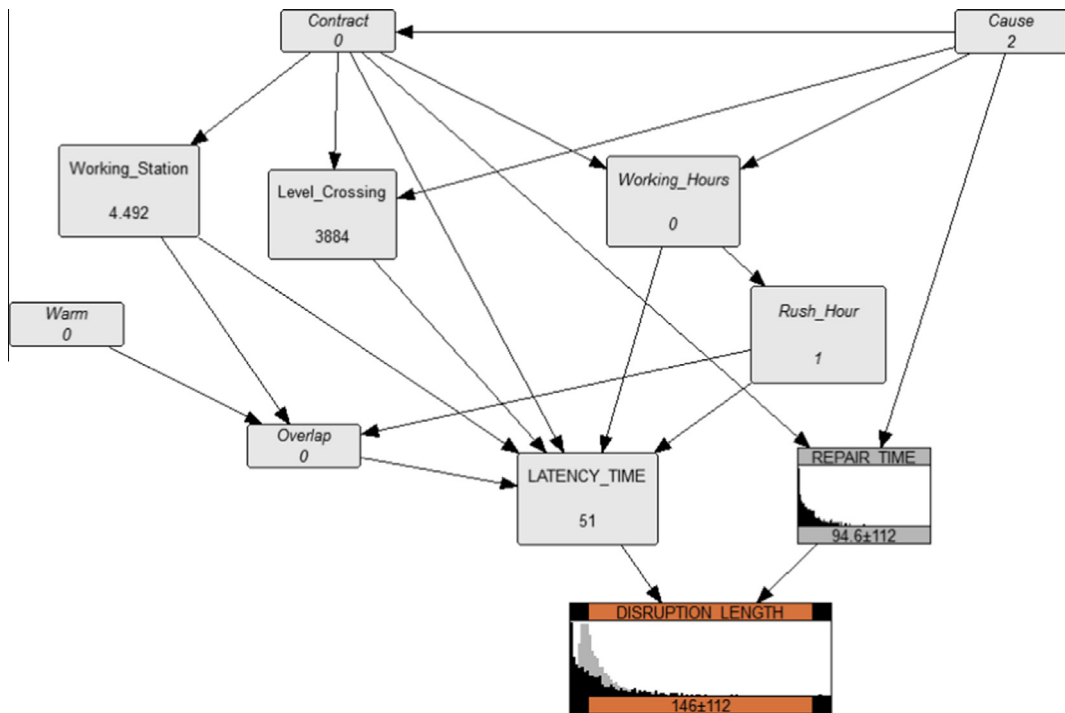 Contract
0
Cause
2
Working_Station
4.492
Level_Crossing
3884
Working_Hours
0
Warm
0
Rush_Hour
1
Overlap
0
LATENCY_TIME
51
REPAIR_TIME
94.6±112
DISRUPTION_LENGTH
146±112